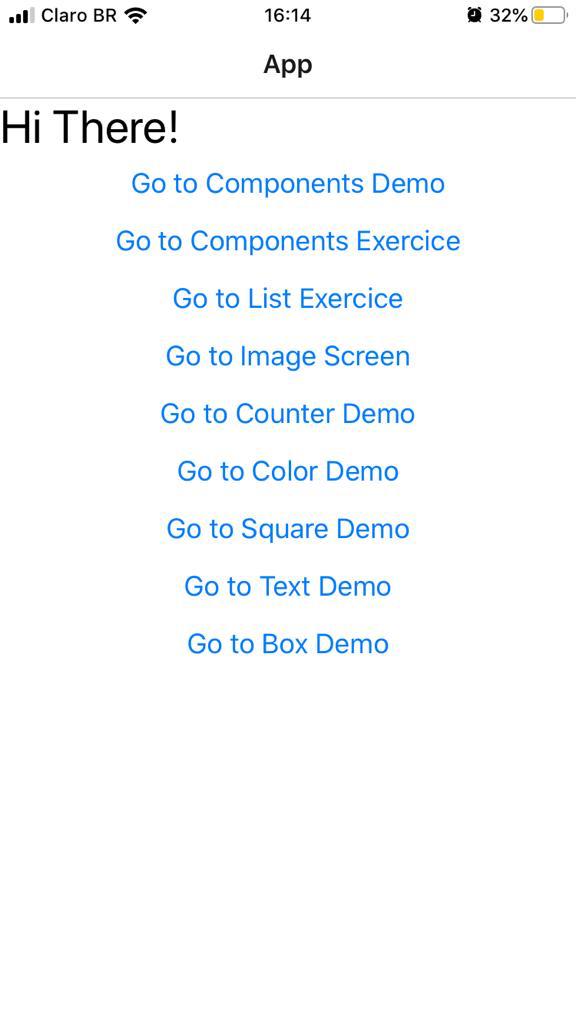 Claro BR 16:14 32%
App
Hi There!
Go to Components Demo
Go to Components Exercice
Go to List Exercice
Go to Image Screen
Go to Counter Demo
Go to Color Demo
Go to Square Demo
Go to Text Demo
Go to Box Demo